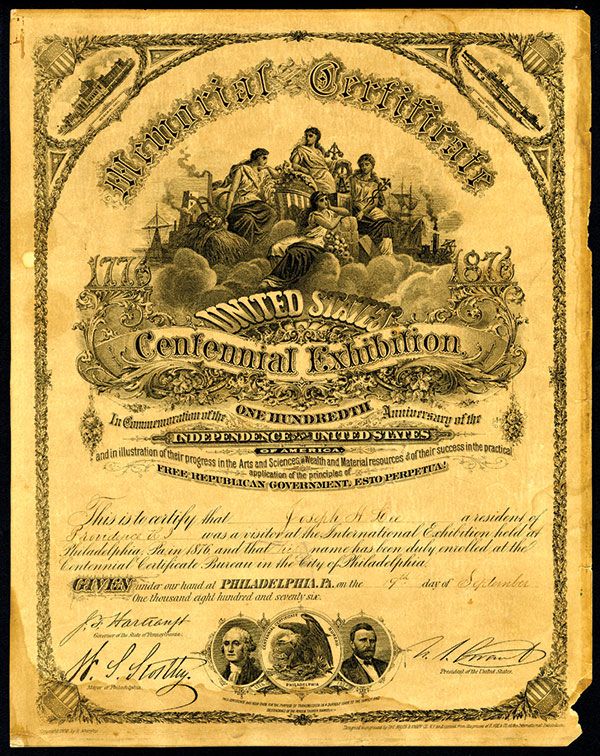 Memorial Certificate
1776 1876
UNITED STATES
Centennial Exhibition
In Commemoration of the ONE HUNDREDTH Anniversary of the
INDEPENDENCE OF THE UNITED STATES
OF AMERICA
and in illustration of their progress in the Arts and Sciences, in Wealth and Material resources & of their success in the practical
application of the principles of
FREE REPUBLICAN GOVERNMENT. ESTO PERPETUA!
This is to certify that Joseph a resident of
Providence was a visitor at the International Exhibition held at
Philadelphia, Pa. in 1876 and that name has been duly enrolled at the
Centennial Certificate Bureau in the City of Philadelphia.
GIVEN under our hand at PHILADELPHIA, PA. on the 9th day of September
One thousand eight hundred and seventy six.
J. F. Hartranft
Governor of the State of Pennsylvania.
W. S. Stokley
Mayor of Philadelphia.
U. S. Grant
President of the United States.
PHILADELPHIA